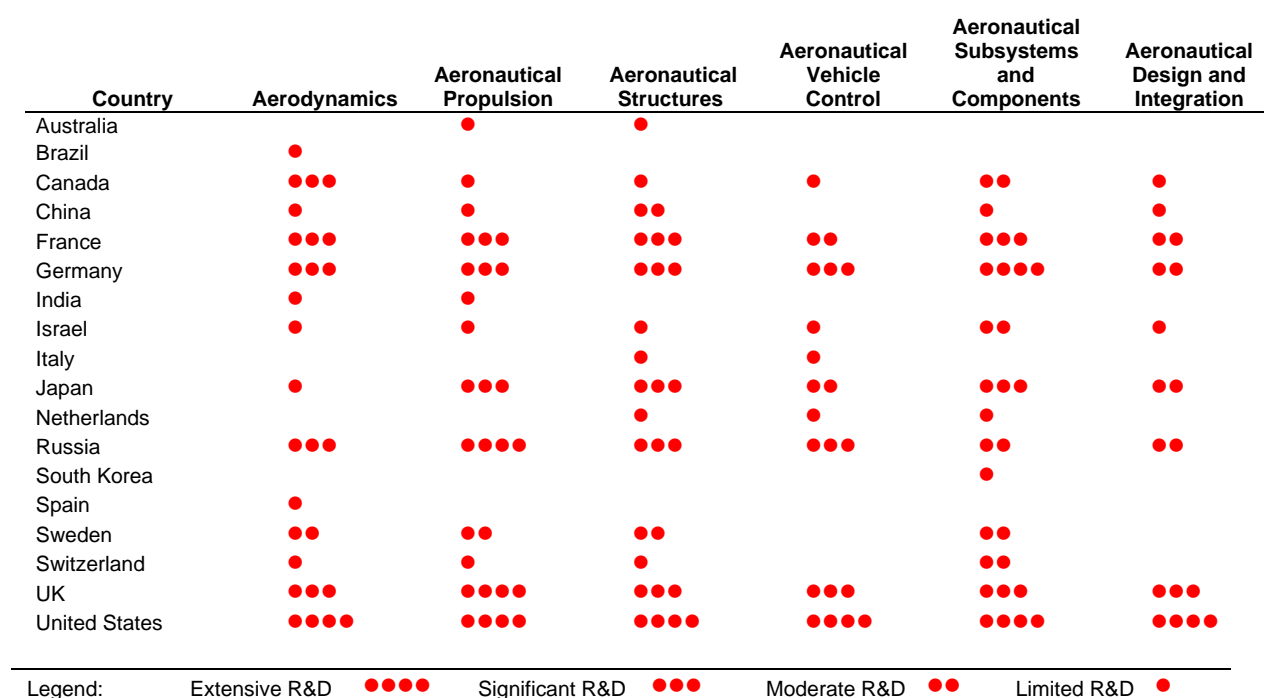 Country Aerodynamics Aeronautical Propulsion Aeronautical Structures Aeronautical Vehicle Control Aeronautical Subsystems and Components Aeronautical Design and Integration
Australia ● ●
Brazil ●
Canada ●●● ● ● ● ●● ●
China ● ● ●● ● ●
France ●●● ●●● ●●● ●● ●●● ●●
Germany ●●● ●●● ●●● ●●● ●●●● ●●
India ● ●
Israel ● ● ● ● ●● ●
Italy ● ●
Japan ● ●●● ●●● ●● ●●● ●●
Netherlands ● ● ●
Russia ●●● ●●●● ●●● ●●● ●● ●●
South Korea ●
Spain ●
Sweden ●● ●● ●● ●●
Switzerland ● ● ● ●●
UK ●●● ●●●● ●●● ●●● ●●● ●●●
United States ●●●● ●●●● ●●●● ●●●● ●●●● ●●●●
Legend: Extensive R&D ●●●● Significant R&D ●●● Moderate R&D ●● Limited R&D ●